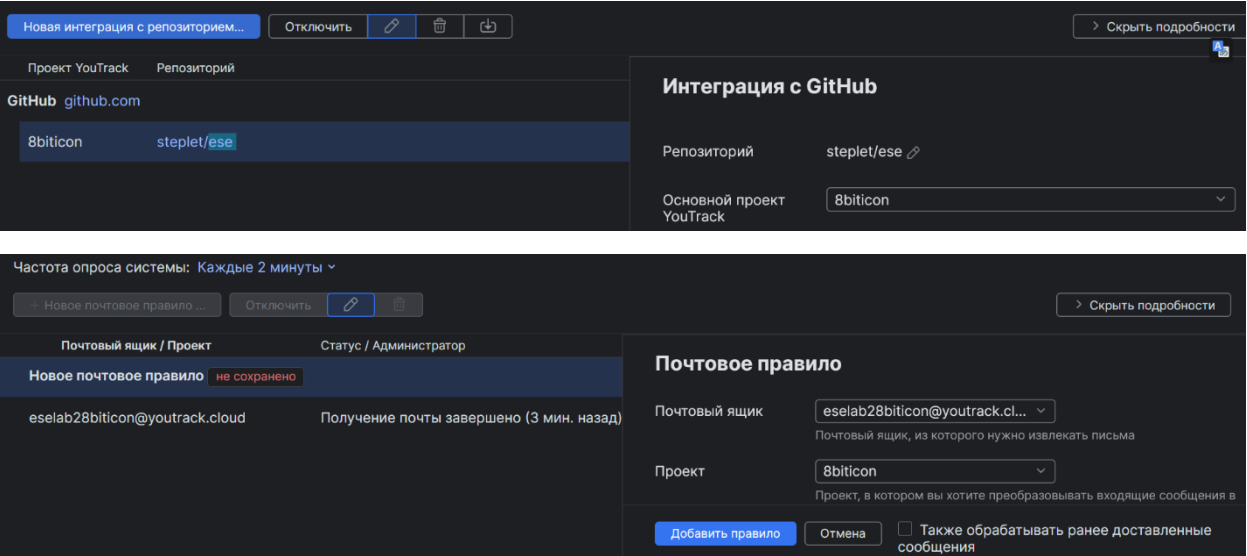 Новая интеграция с репозиторием... Отключить > Скрыть подробности
Проект YouTrack Репозиторий
GitHub github.com
8biticon steplet/ese
Интеграция с GitHub
Репозиторий steplet/ese
Основной проект YouTrack 8biticon
Частота опроса системы: Каждые 2 минуты
+ Новое почтовое правило ... Отключить > Скрыть подробности
Почтовый ящик / Проект Статус / Администратор
Новое почтовое правило не сохранено
eselab28biticon@youtrack.cloud Получение почты завершено (3 мин. назад)
Почтовое правило
Почтовый ящик eselab28biticon@youtrack.cl...
Почтовый ящик, из которого нужно извлекать письма
Проект 8biticon
Проект, в котором вы хотите преобразовывать входящие сообщения в
Добавить правило Отмена Также обрабатывать ранее доставленные
сообщения